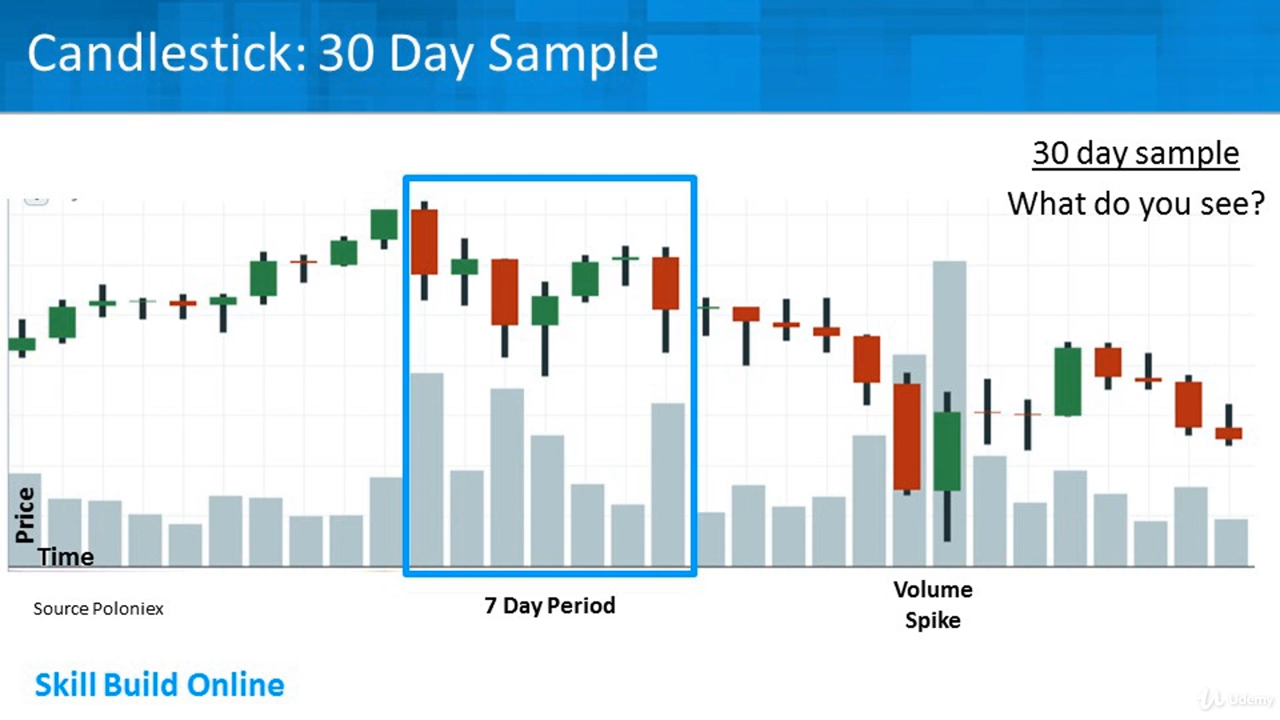 Candlestick: 30 Day Sample
30 day sample
What do you see?
Price
Time
Source Poloniex
7 Day Period
Volume
Spike
Skill Build Online
Udemy